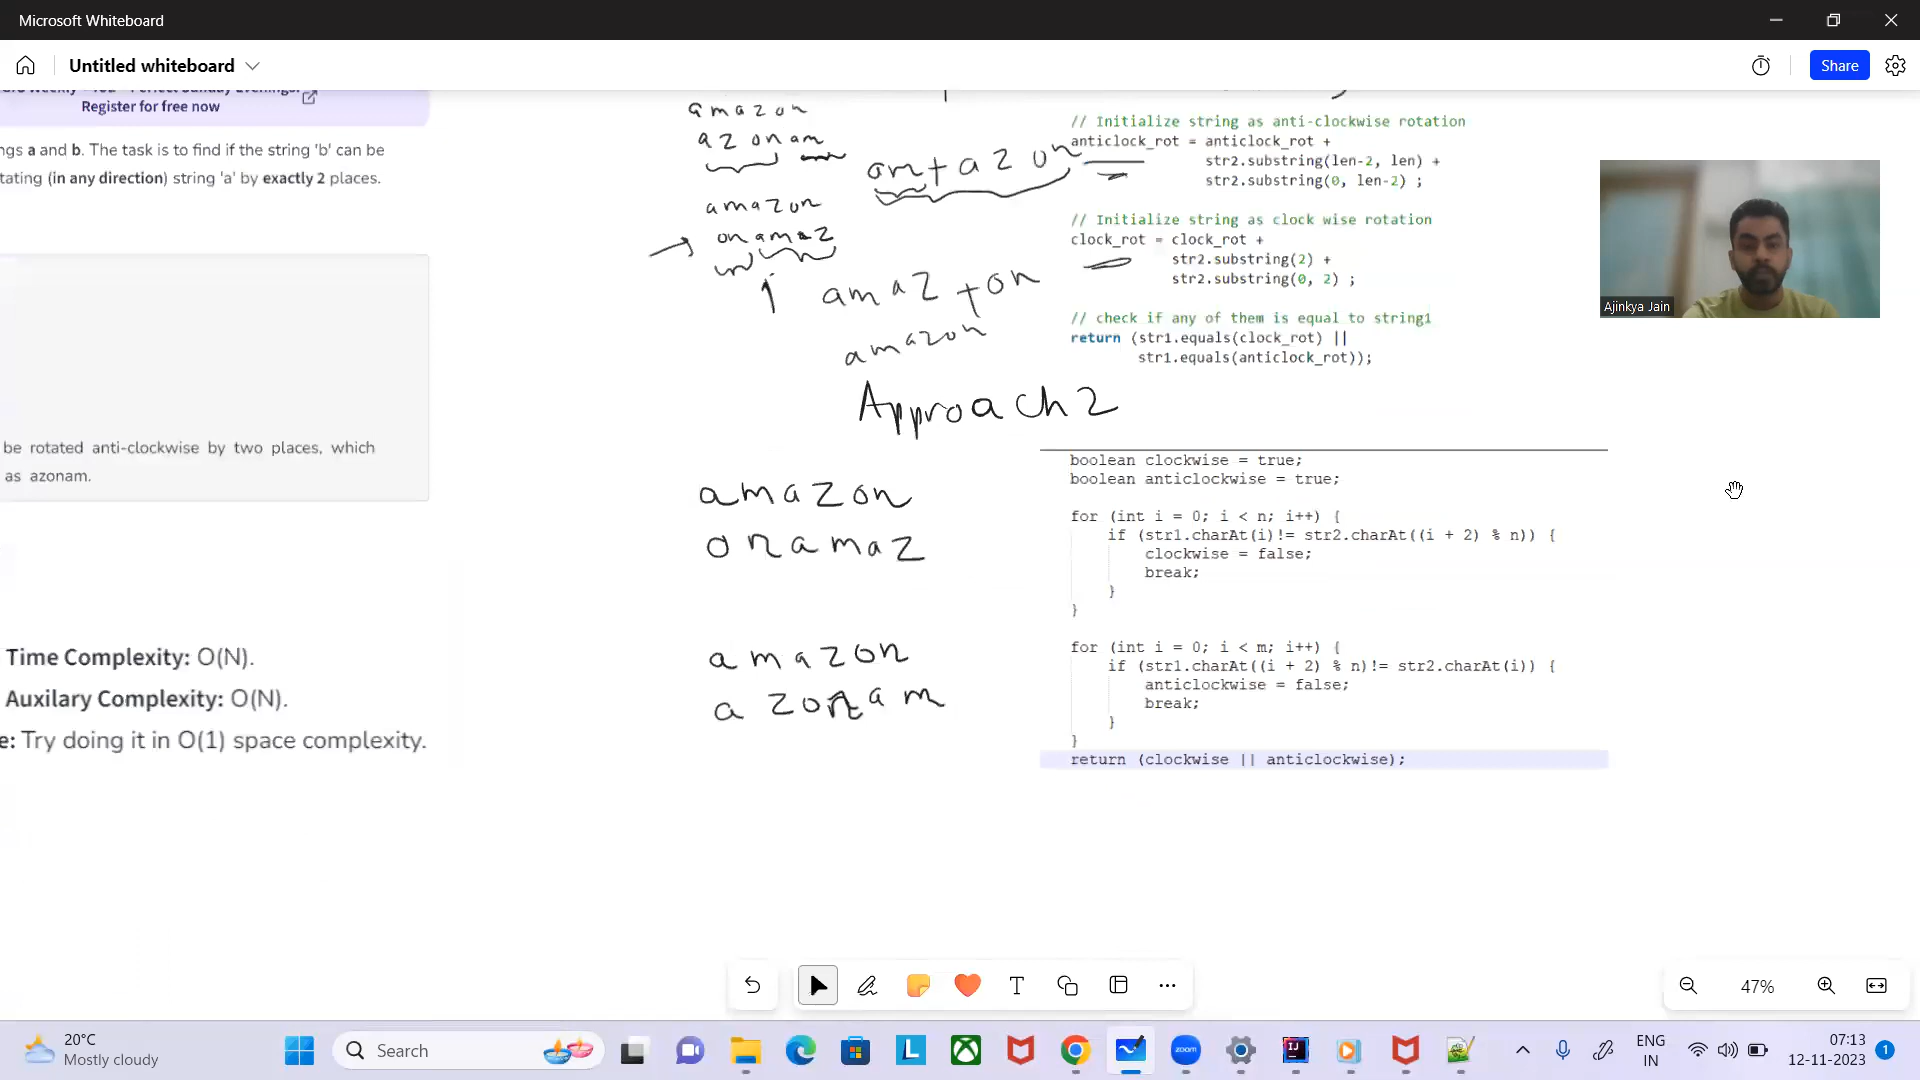 Microsoft Whiteboard
Untitled whiteboard
Share
Register for free now
ngs a and b. The task is to find if the string 'b' can be
tating (in any direction) string 'a' by exactly 2 places.
be rotated anti-clockwise by two places, which
as azonam.
Time Complexity: O(N).
Auxilary Complexity: O(N).
e: Try doing it in O(1) space complexity.
amazon
azonam
am+azon
amazon
onamaz
amaz+on
amazon
Approach 2
amazon
onamaz
amazon
azonam
// Initialize string as anti-clockwise rotation
anticlock_rot = anticlock_rot +
str2.substring(len-2, len) +
str2.substring(0, len-2) ;
// Initialize string as clock wise rotation
clock_rot = clock_rot +
str2.substring(2) +
str2.substring(0, 2) ;
// check if any of them is equal to string1
return (str1.equals(clock_rot) ||
str1.equals(anticlock_rot));
boolean clockwise = true;
boolean anticlockwise = true;
for (int i = 0; i < n; i++) {
if (str1.charAt(i)!= str2.charAt((i + 2) % n)) {
clockwise = false;
break;
}
}
for (int i = 0; i < m; i++) {
if (str1.charAt((i + 2) % n)!= str2.charAt(i)) {
anticlockwise = false;
break;
}
}
return (clockwise || anticlockwise);
Ajinkya Jain
47%
20°C
Mostly cloudy
Search
ENG
IN
07:13
12-11-2023
1